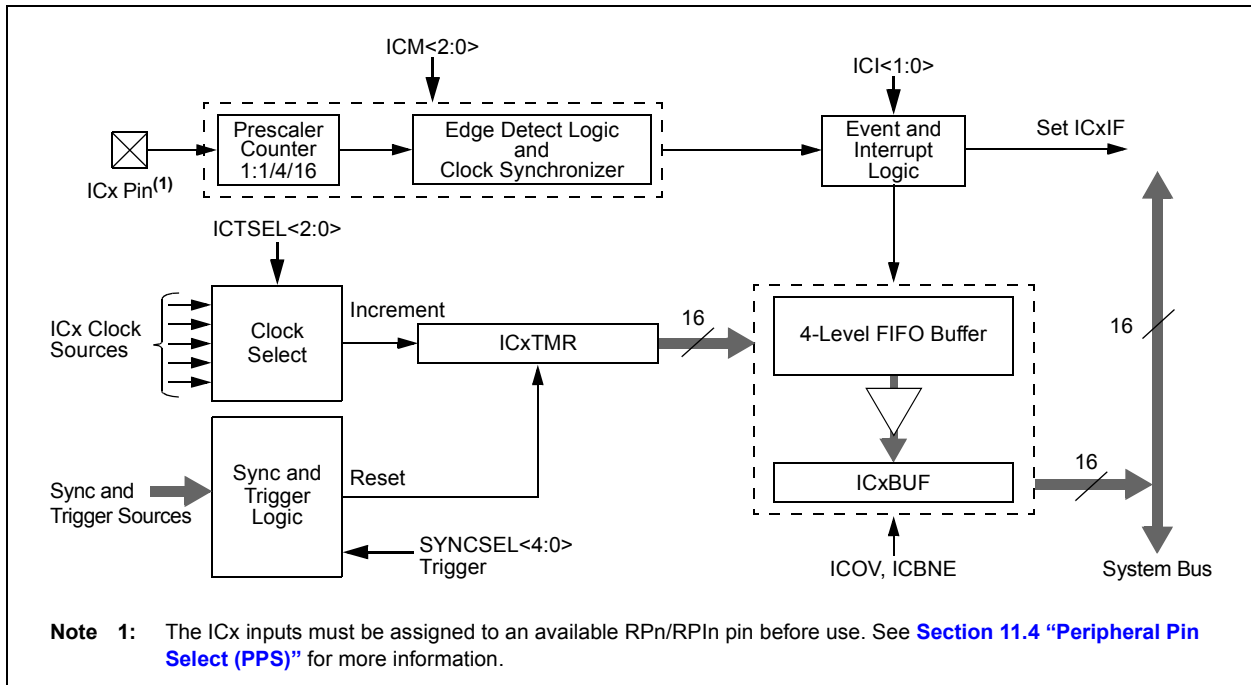 ICM<2:0>
ICI<1:0>
Prescaler
Counter
1:1/4/16
Edge Detect Logic
and
Clock Synchronizer
Event and
Interrupt
Logic
Set ICxIF
ICx Pin(1)
ICTSEL<2:0>
ICx Clock
Sources
Clock
Select
Increment
ICxTMR
16
4-Level FIFO Buffer
16
Sync and
Trigger Sources
Sync and
Trigger
Logic
Reset
ICxBUF
16
SYNCSEL<4:0>
Trigger
ICOV, ICBNE
System Bus
Note 1: The ICx inputs must be assigned to an available RPn/RPIn pin before use. See Section 11.4 “Peripheral Pin
Select (PPS)” for more information.